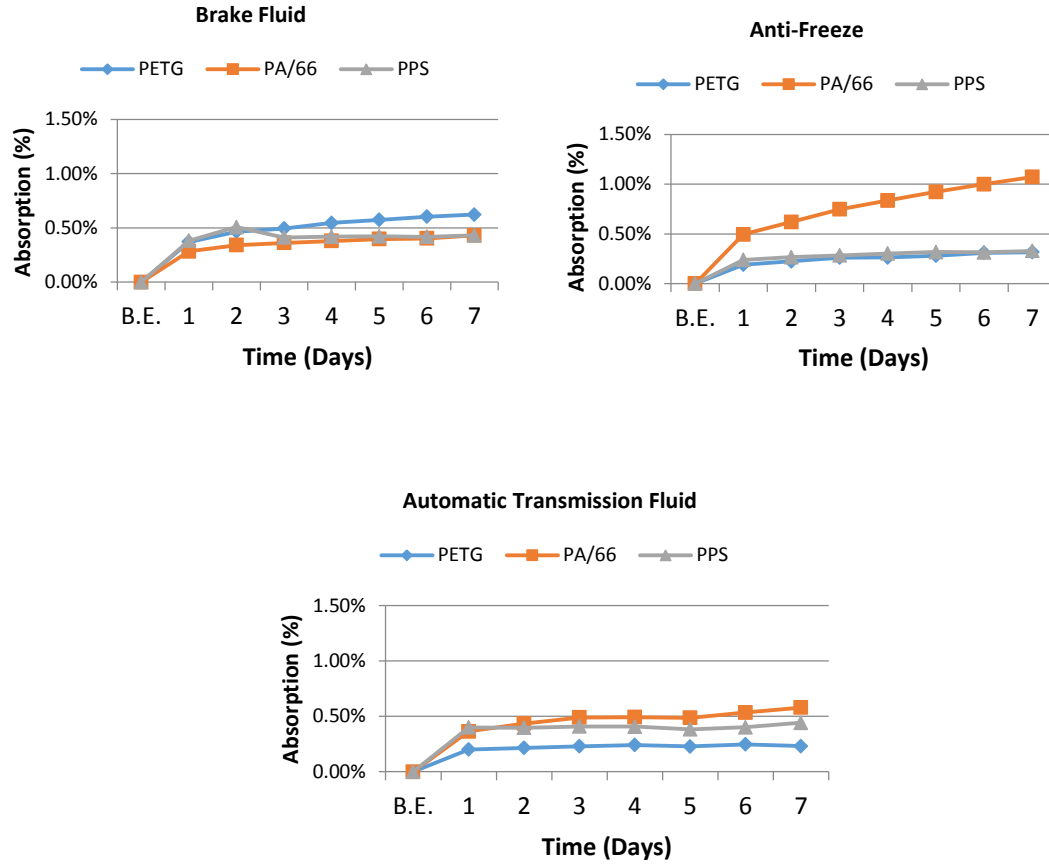 Brake Fluid
PETG PA/66 PPS
1.50%
1.00%
0.50%
0.00%
Absorption (%)
B.E. 1 2 3 4 5 6 7
Time (Days)
Anti-Freeze
PETG PA/66 PPS
1.50%
1.00%
0.50%
0.00%
Absorption (%)
B.E. 1 2 3 4 5 6 7
Time (Days)
Automatic Transmission Fluid
PETG PA/66 PPS
1.50%
1.00%
0.50%
0.00%
Absorption (%)
B.E. 1 2 3 4 5 6 7
Time (Days)